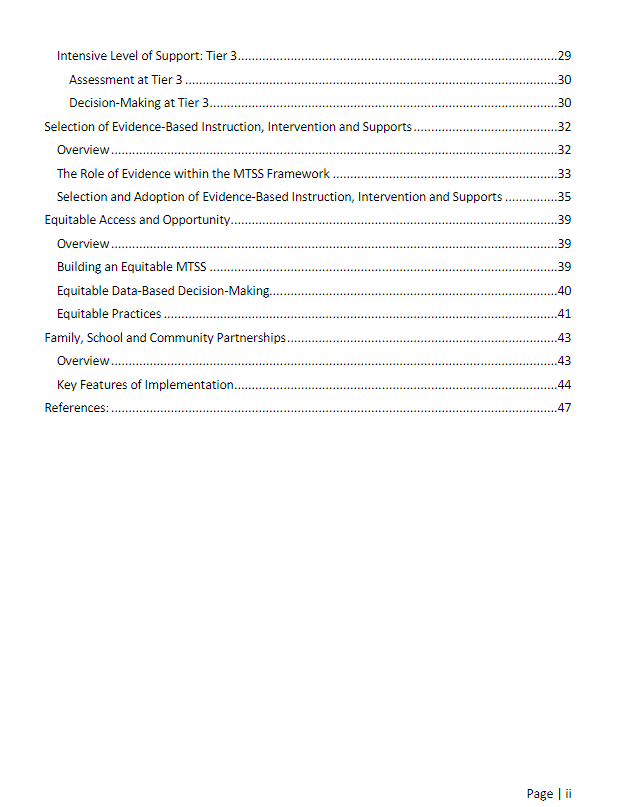 Intensive Level of Support: Tier 3....................29
Assessment at Tier 3....................30
Decision-Making at Tier 3....................30
Selection of Evidence-Based Instruction, Intervention and Supports....................32
Overview....................32
The Role of Evidence within the MTSS Framework....................33
Selection and Adoption of Evidence-Based Instruction, Intervention and Supports...............35
Equitable Access and Opportunity....................39
Overview....................39
Building an Equitable MTSS....................39
Equitable Data-Based Decision-Making....................40
Equitable Practices....................41
Family, School and Community Partnerships....................43
Overview....................43
Key Features of Implementation....................44
References:....................47
Page | ii